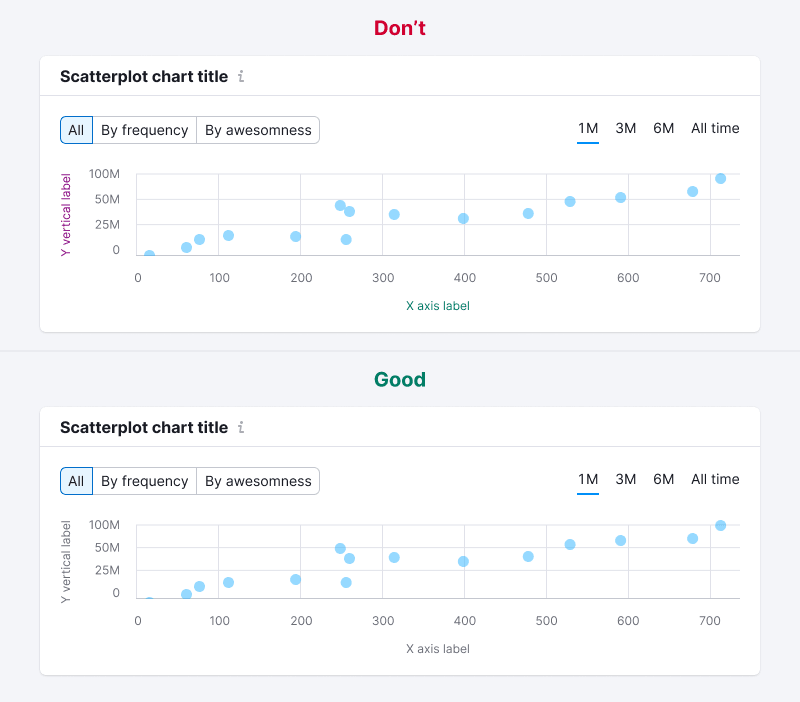 Don’t
Scatterplot chart title i
All By frequency By awesomness 1M 3M 6M All time
Y vertical label
100M
50M
25M
0
0 100 200 300 400 500 600 700
X axis label
Good
Scatterplot chart title i
All By frequency By awesomness 1M 3M 6M All time
Y vertical label
100M
50M
25M
0
0 100 200 300 400 500 600 700
X axis label